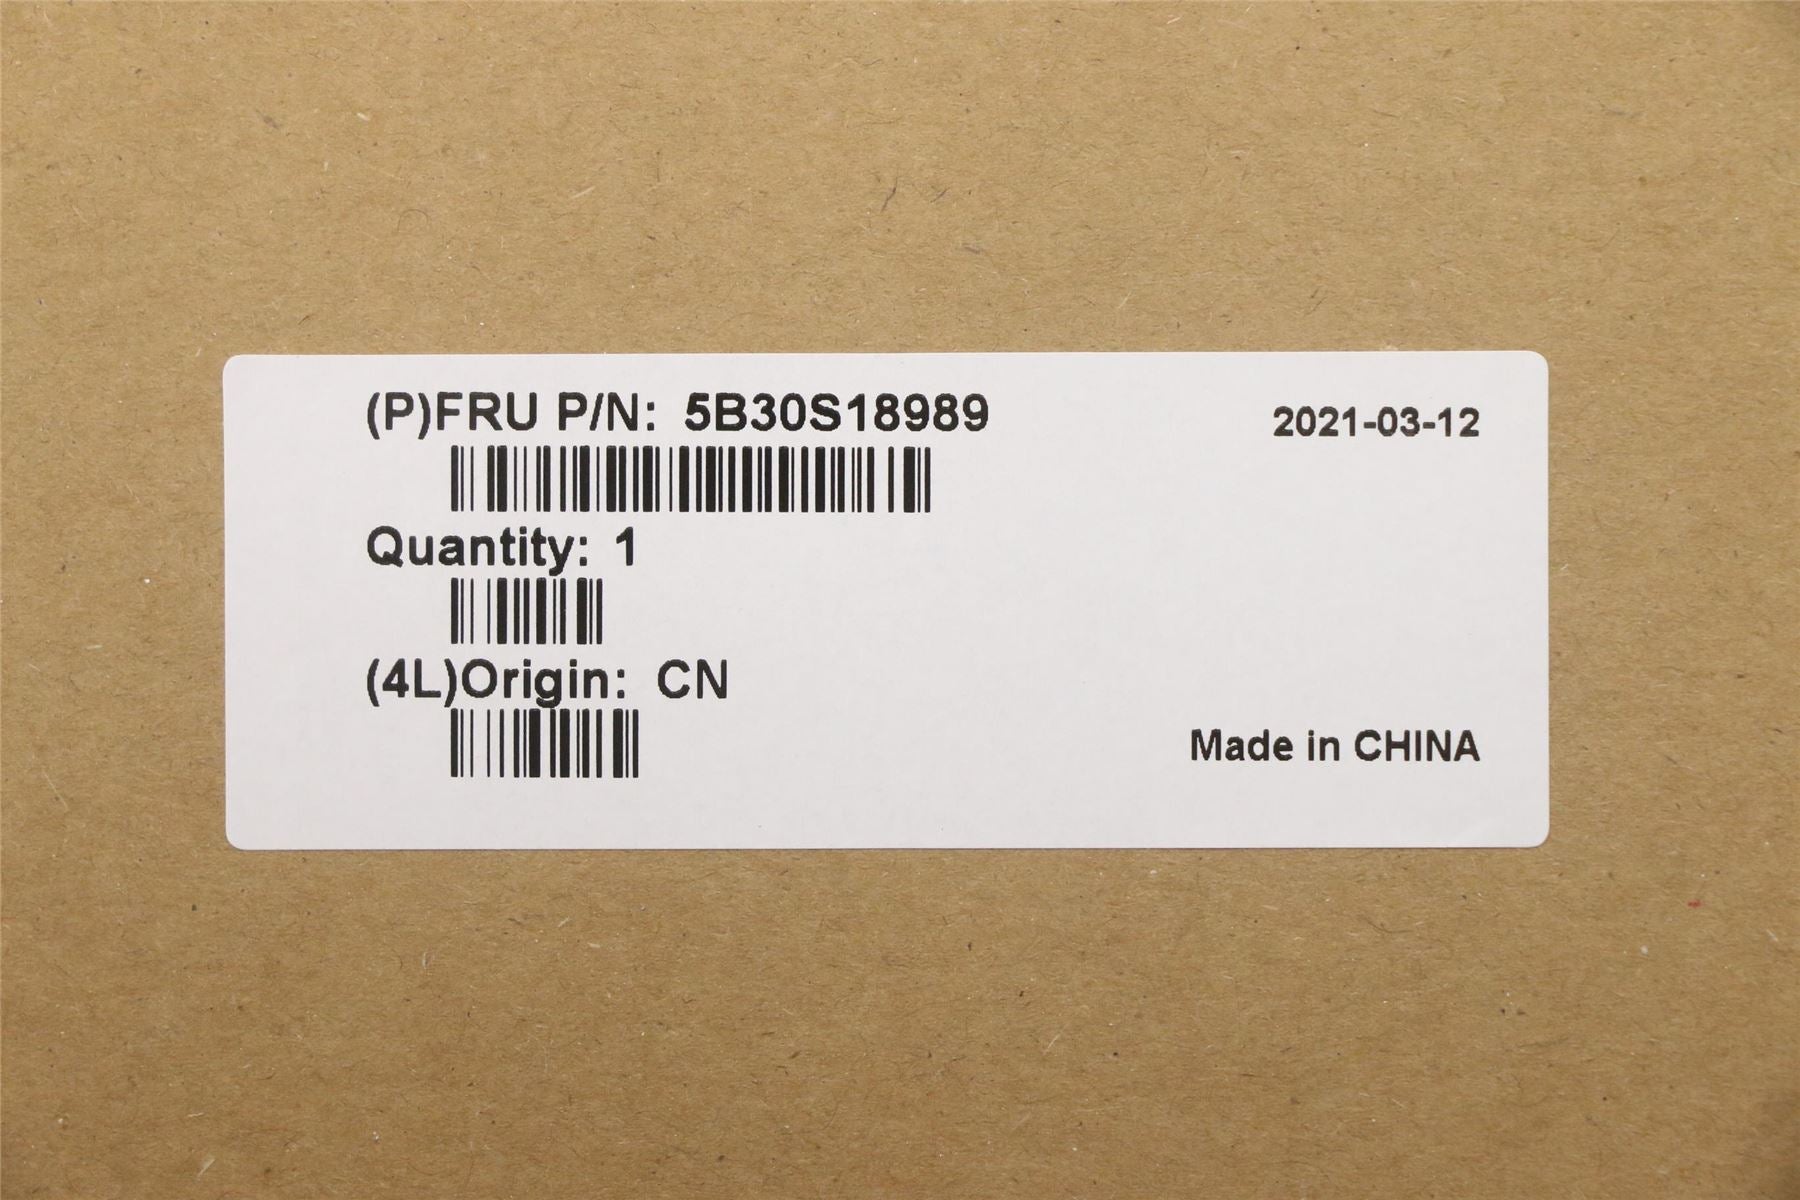 (P)FRU P/N: 5B30S18989
2021-03-12
Quantity: 1
(4L)Origin: CN
Made in CHINA